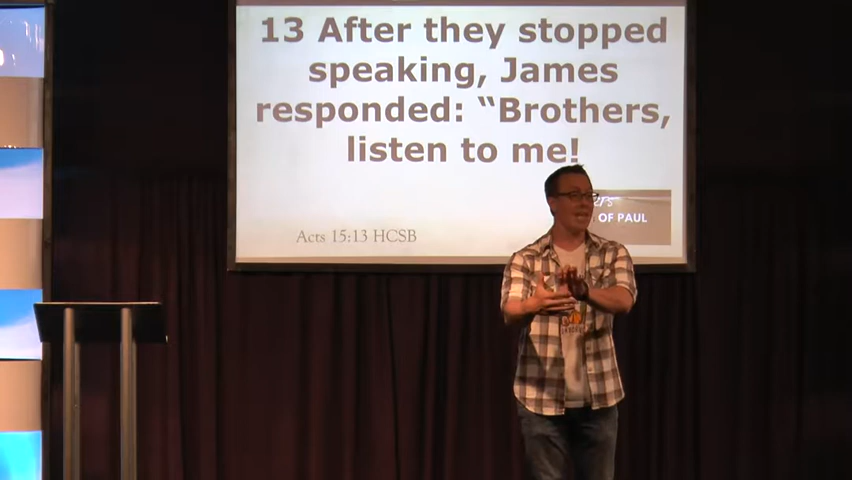 13 After they stopped
speaking, James
responded: “Brothers,
listen to me!
OF PAUL
Acts 15:13 HCSB